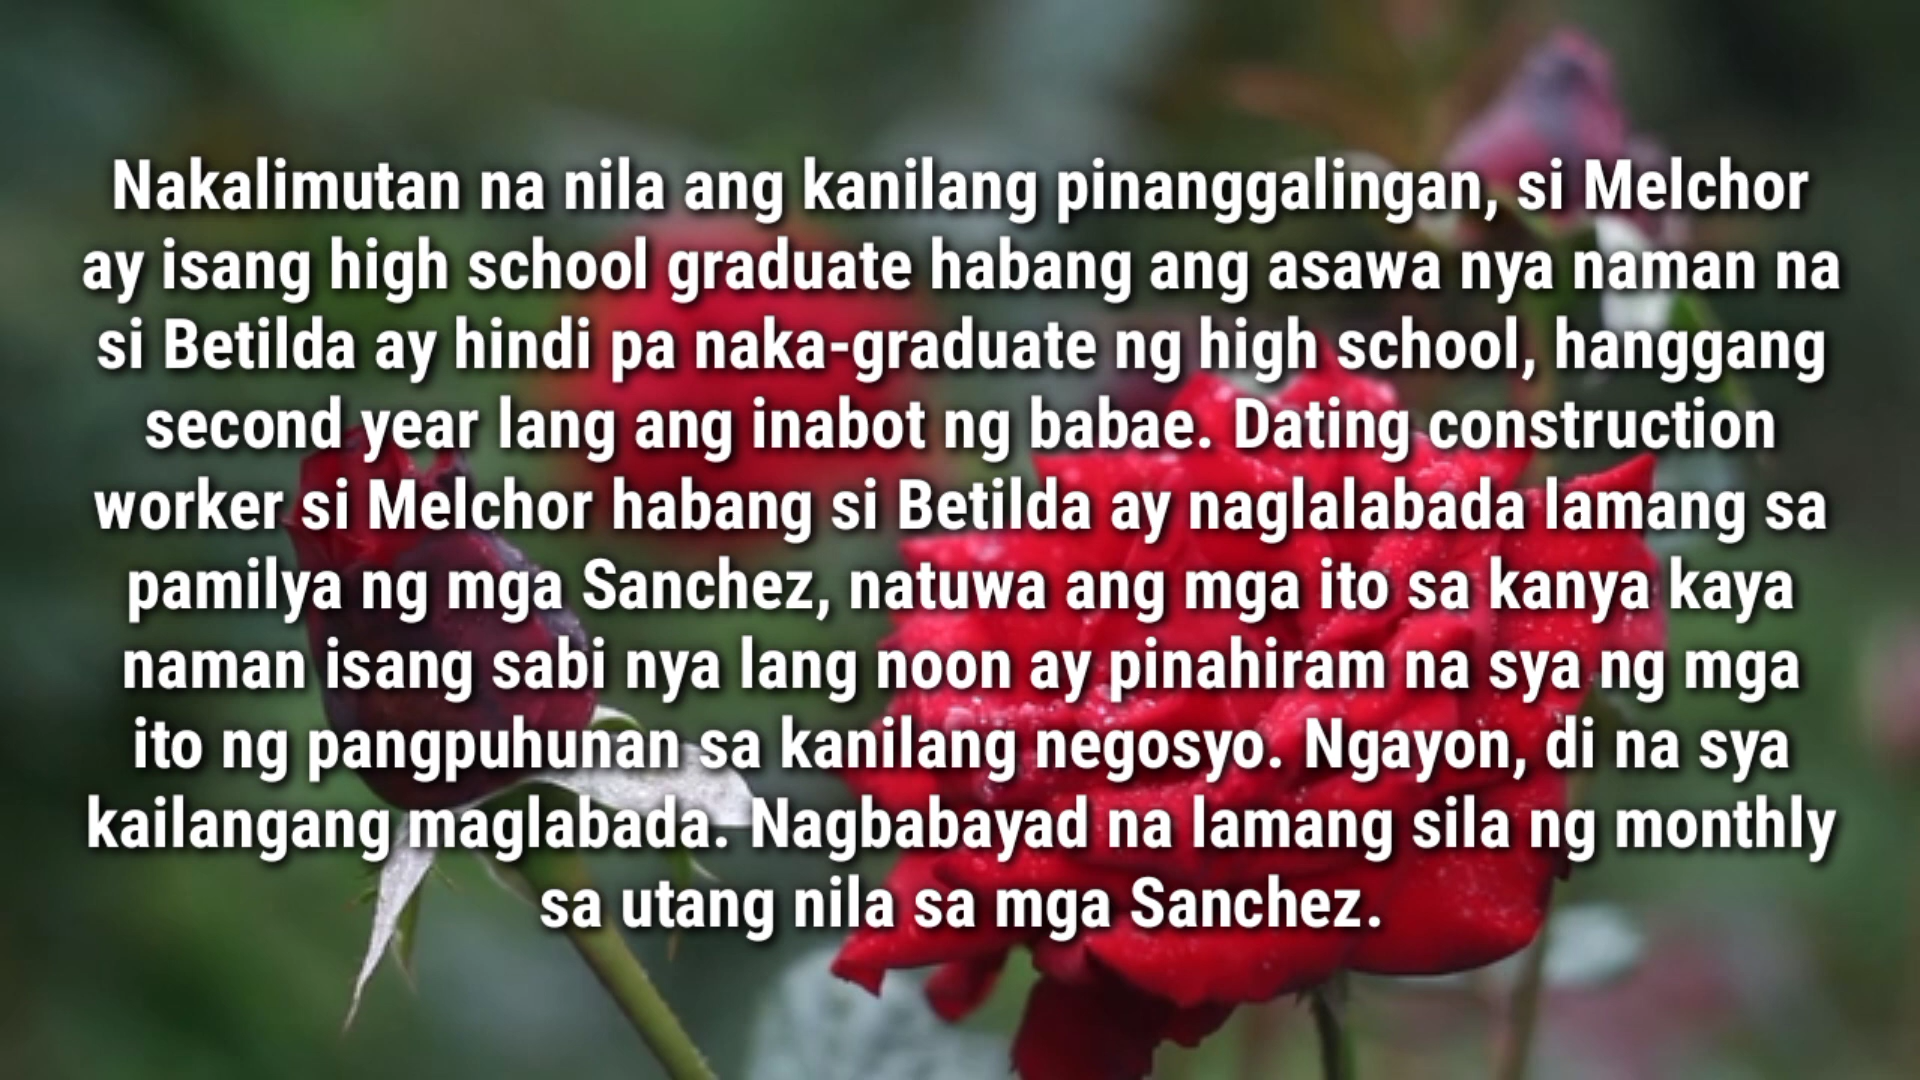 Nakalimutan na nila ang kanilang pinanggalingan, si Melchor
ay isang high school graduate habang ang asawa nya naman na
si Betilda ay hindi pa naka-graduate ng high school, hanggang
second year lang ang inabot ng babae. Dating construction
worker si Melchor habang si Betilda ay naglalabada lamang sa
pamilya ng mga Sanchez, natuwa ang mga ito sa kanya kaya
naman isang sabi nya lang noon ay pinahiram na sya ng mga
ito ng pangpuhunan sa kanilang negosyo. Ngayon, di na sya
kailangang maglabada. Nagbabayad na lamang sila ng monthly
sa utang nila sa mga Sanchez.